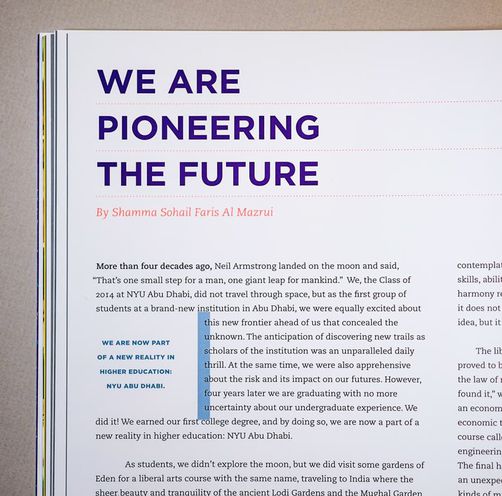 WE ARE
PIONEERING
THE FUTURE
By Shamma Sohail Faris Al Mazrui
More than four decades ago, Neil Armstrong landed on the moon and said,
“That’s one small step for a man, one giant leap for mankind.” We, the Class of
2014 at NYU Abu Dhabi, did not travel through space, but as the first group of
students at a brand-new institution in Abu Dhabi, we were equally excited about
this new frontier ahead of us that concealed the
unknown. The anticipation of discovering new trails as
scholars of the institution was an unparalleled daily
thrill. At the same time, we were also apprehensive
about the risk and its impact on our futures. However,
four years later we are graduating with no more
uncertainty about our undergraduate experience. We
did it! We earned our first college degree, and by doing so, we are now a part of a
new reality in higher education: NYU Abu Dhabi.
WE ARE NOW PART
OF A NEW REALITY IN
HIGHER EDUCATION:
NYU ABU DHABI.
As students, we didn’t explore the moon, but we did visit some gardens of
Eden for a liberal arts course with the same name, traveling to India where the
sheer beauty and tranquility of the ancient Lodi Gardens and the Mughal Garden
contemplat
skills, abilit
harmony re
it does not
idea, but it
The lib
proved to b
the law of r
found it,” w
an econom
economic t
course call
engineerin
The final h
an unexpe